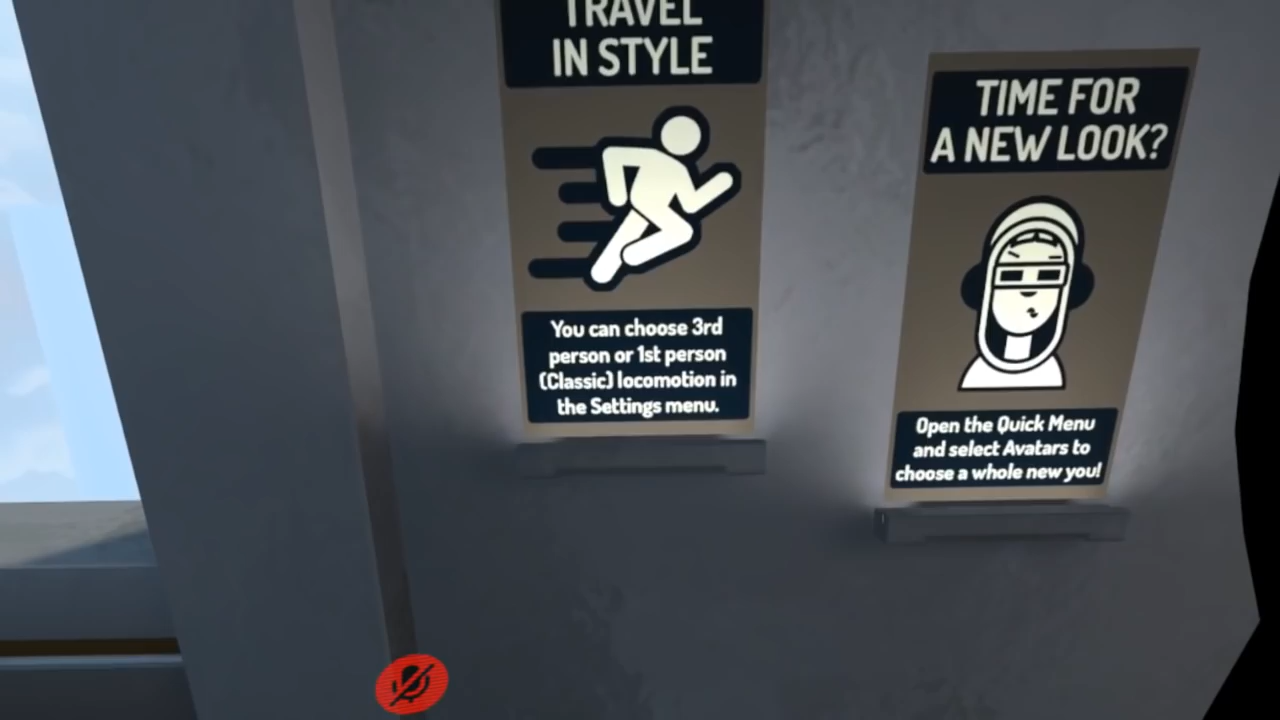 TRAVEL
IN STYLE
You can choose 3rd
person or 1st person
(Classic) locomotion in
the Settings menu.
TIME FOR
A NEW LOOK?
Open the Quick Menu
and select Avatars to
choose a whole new you!